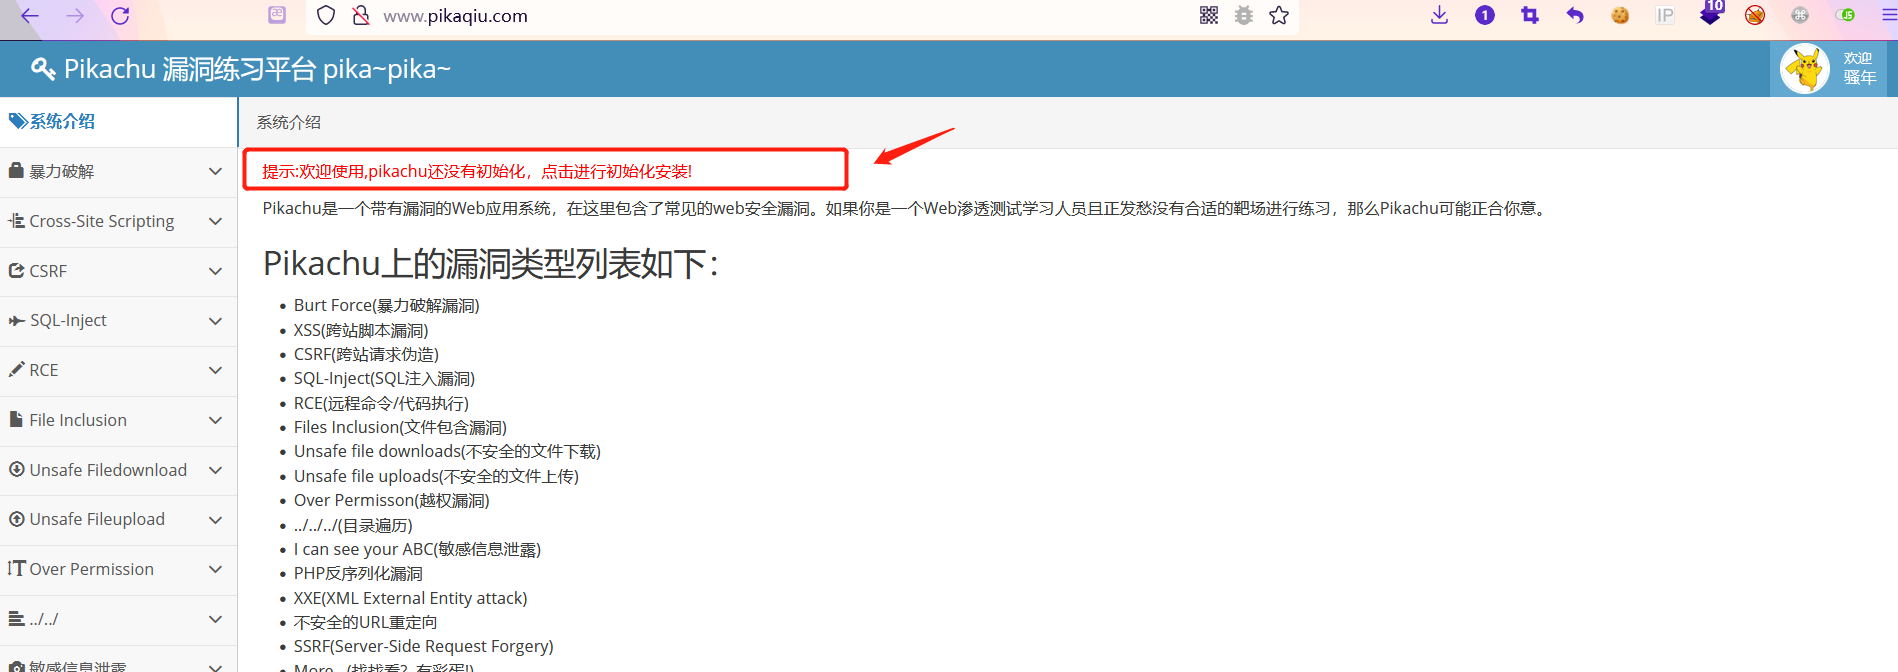 www.pikaqiu.com
1
IP
10
JS
Pikachu 漏洞练习平台 pika~pika~
欢迎
骚年
系统介绍
暴力破解
Cross-Site Scripting
CSRF
SQL-Inject
RCE
File Inclusion
Unsafe Filedownload
Unsafe Fileupload
Over Permission
../../
敏感信息泄露
系统介绍
提示:欢迎使用,pikachu还没有初始化，点击进行初始化安装!
Pikachu是一个带有漏洞的Web应用系统，在这里包含了常见的web安全漏洞。如果你是一个Web渗透测试学习人员且正发愁没有合适的靶场进行练习，那么Pikachu可能正合你意。
Pikachu上的漏洞类型列表如下：
Burt Force(暴力破解漏洞)
XSS(跨站脚本漏洞)
CSRF(跨站请求伪造)
SQL-Inject(SQL注入漏洞)
RCE(远程命令/代码执行)
Files Inclusion(文件包含漏洞)
Unsafe file downloads(不安全的文件下载)
Unsafe file uploads(不安全的文件上传)
Over Permisson(越权漏洞)
../../../(目录遍历)
I can see your ABC(敏感信息泄露)
PHP反序列化漏洞
XXE(XML External Entity attack)
不安全的URL重定向
SSRF(Server-Side Request Forgery)
More...(找找看?..有彩蛋!)